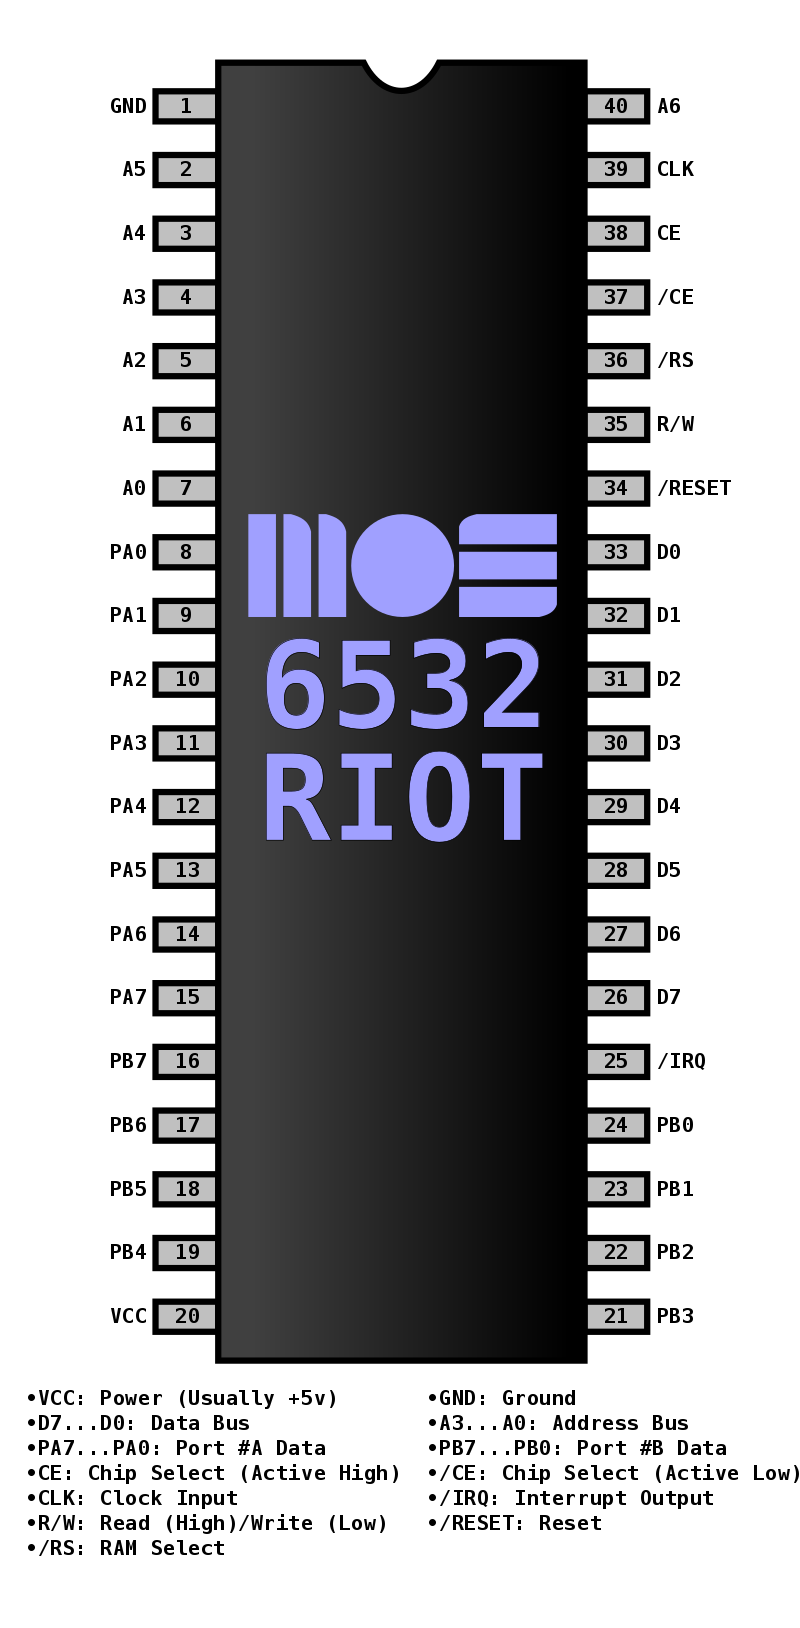 GND 1 40 A6
A5 2 39 CLK
A4 3 38 CE
A3 4 37 /CE
A2 5 36 /RS
A1 6 35 R/W
A0 7 34 /RESET
PA0 8 33 D0
mos
PA1 9 32 D1
6532
PA2 10 31 D2
PA3 11 30 D3
RIOT
PA4 12 29 D4
PA5 13 28 D5
PA6 14 27 D6
PA7 15 26 D7
PB7 16 25 /IRQ
PB6 17 24 PB0
PB5 18 23 PB1
PB4 19 22 PB2
VCC 20 21 PB3
•VCC: Power (Usually +5v)
•D7...D0: Data Bus
•PA7...PA0: Port #A Data
•CE: Chip Select (Active High)
•CLK: Clock Input
•R/W: Read (High)/Write (Low)
•/RS: RAM Select
•GND: Ground
•A3...A0: Address Bus
•PB7...PB0: Port #B Data
•/CE: Chip Select (Active Low)
•/IRQ: Interrupt Output
•/RESET: Reset